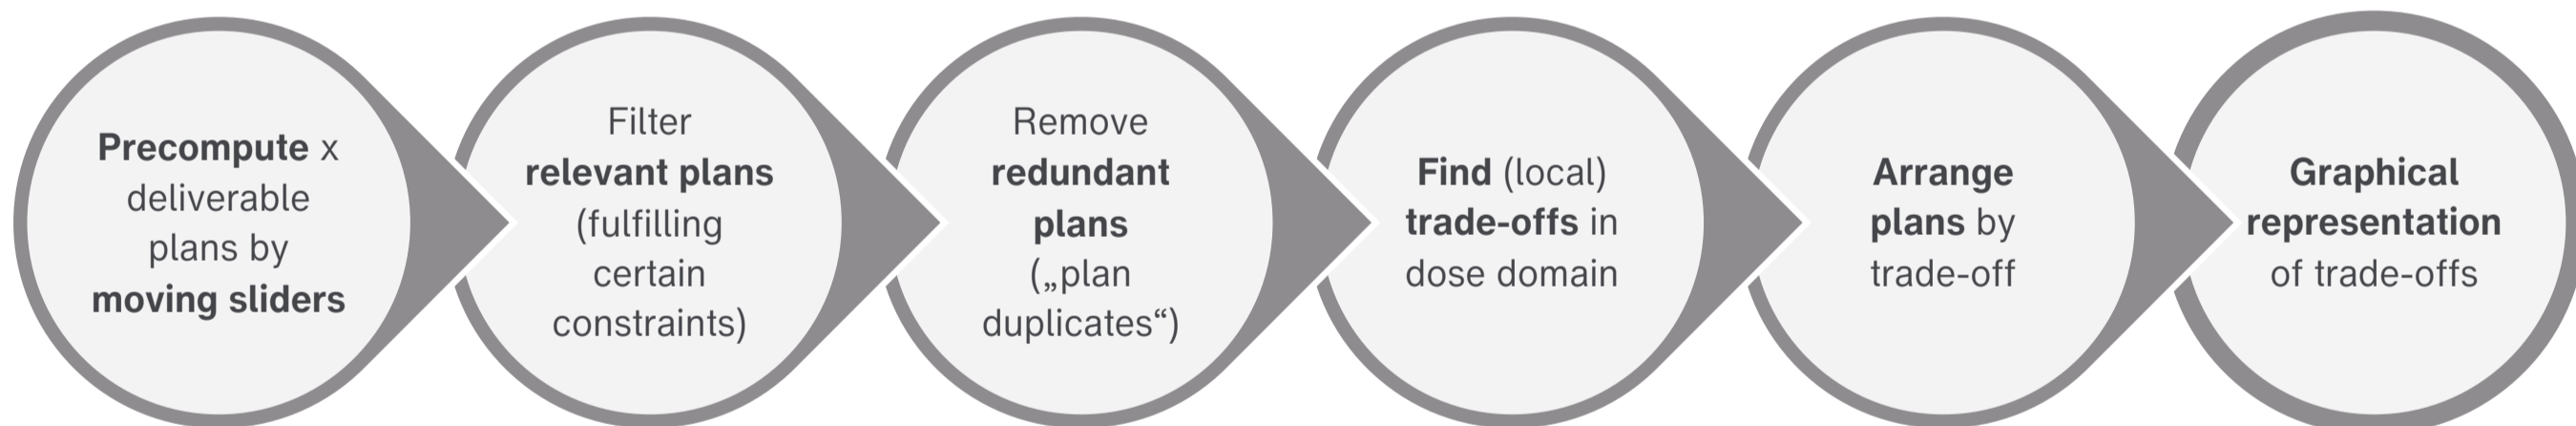 Precompute x
deliverable
plans by
moving sliders
Filter
relevant plans
(fulfilling
certain
constraints)
Remove
redundant
plans
(„plan
duplicates“)
Find (local)
trade-offs in
dose domain
Arrange
plans by
trade-off
Graphical
representation
of trade-offs